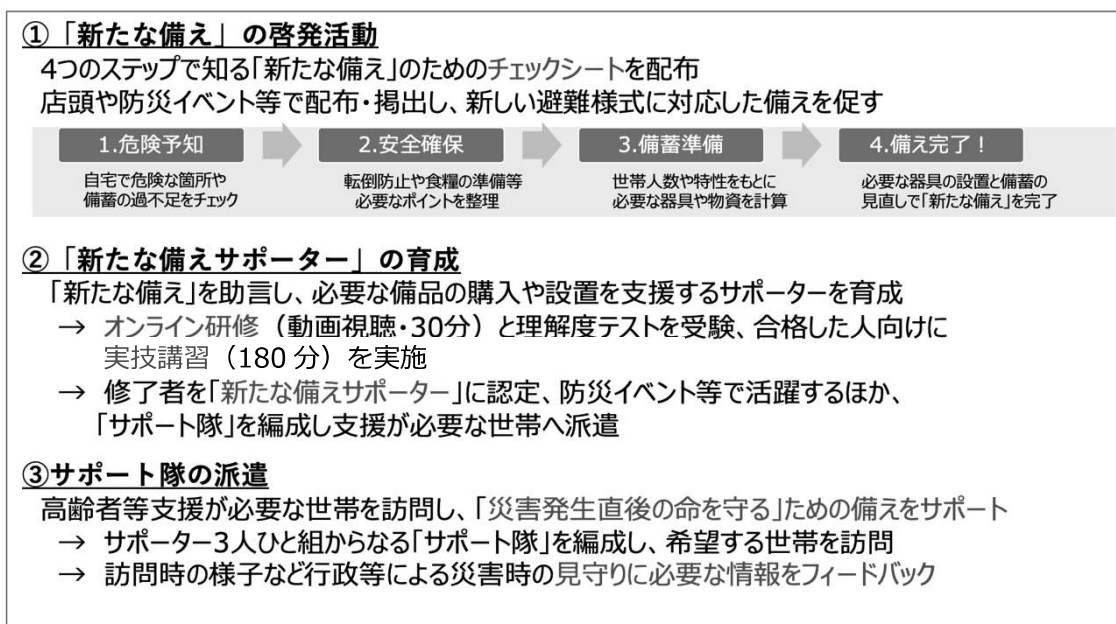 ①「新たな備え」の啓発活動
4つのステップで知る「新たな備え」のためのチェックシートを配布
店頭や防災イベント等で配布・掲出し、新しい避難様式に対応した備えを促す
1.危険予知
自宅で危険な箇所や
備蓄の過不足をチェック
2.安全確保
転倒防止や食糧の準備等
必要なポイントを整理
3.備蓄準備
世帯人数や特性をもとに
必要な器具や物資を計算
4.備え完了！
必要な器具の設置と備蓄の
見直しで「新たな備え」を完了
②「新たな備えサポーター」の育成
「新たな備え」を助言し、必要な備品の購入や設置を支援するサポーターを育成
→ オンライン研修（動画視聴・30分）と理解度テストを受験、合格した人向けに
実技講習（180 分）を実施
→ 修了者を「新たな備えサポーター」に認定、防災イベント等で活躍するほか、
「サポート隊」を編成し支援が必要な世帯へ派遣
③サポート隊の派遣
高齢者等支援が必要な世帯を訪問し、「災害発生直後の命を守る」ための備えをサポート
→ サポーター3人ひと組からなる「サポート隊」を編成し、希望する世帯を訪問
→ 訪問時の様子など行政等による災害時の見守りに必要な情報をフィードバック